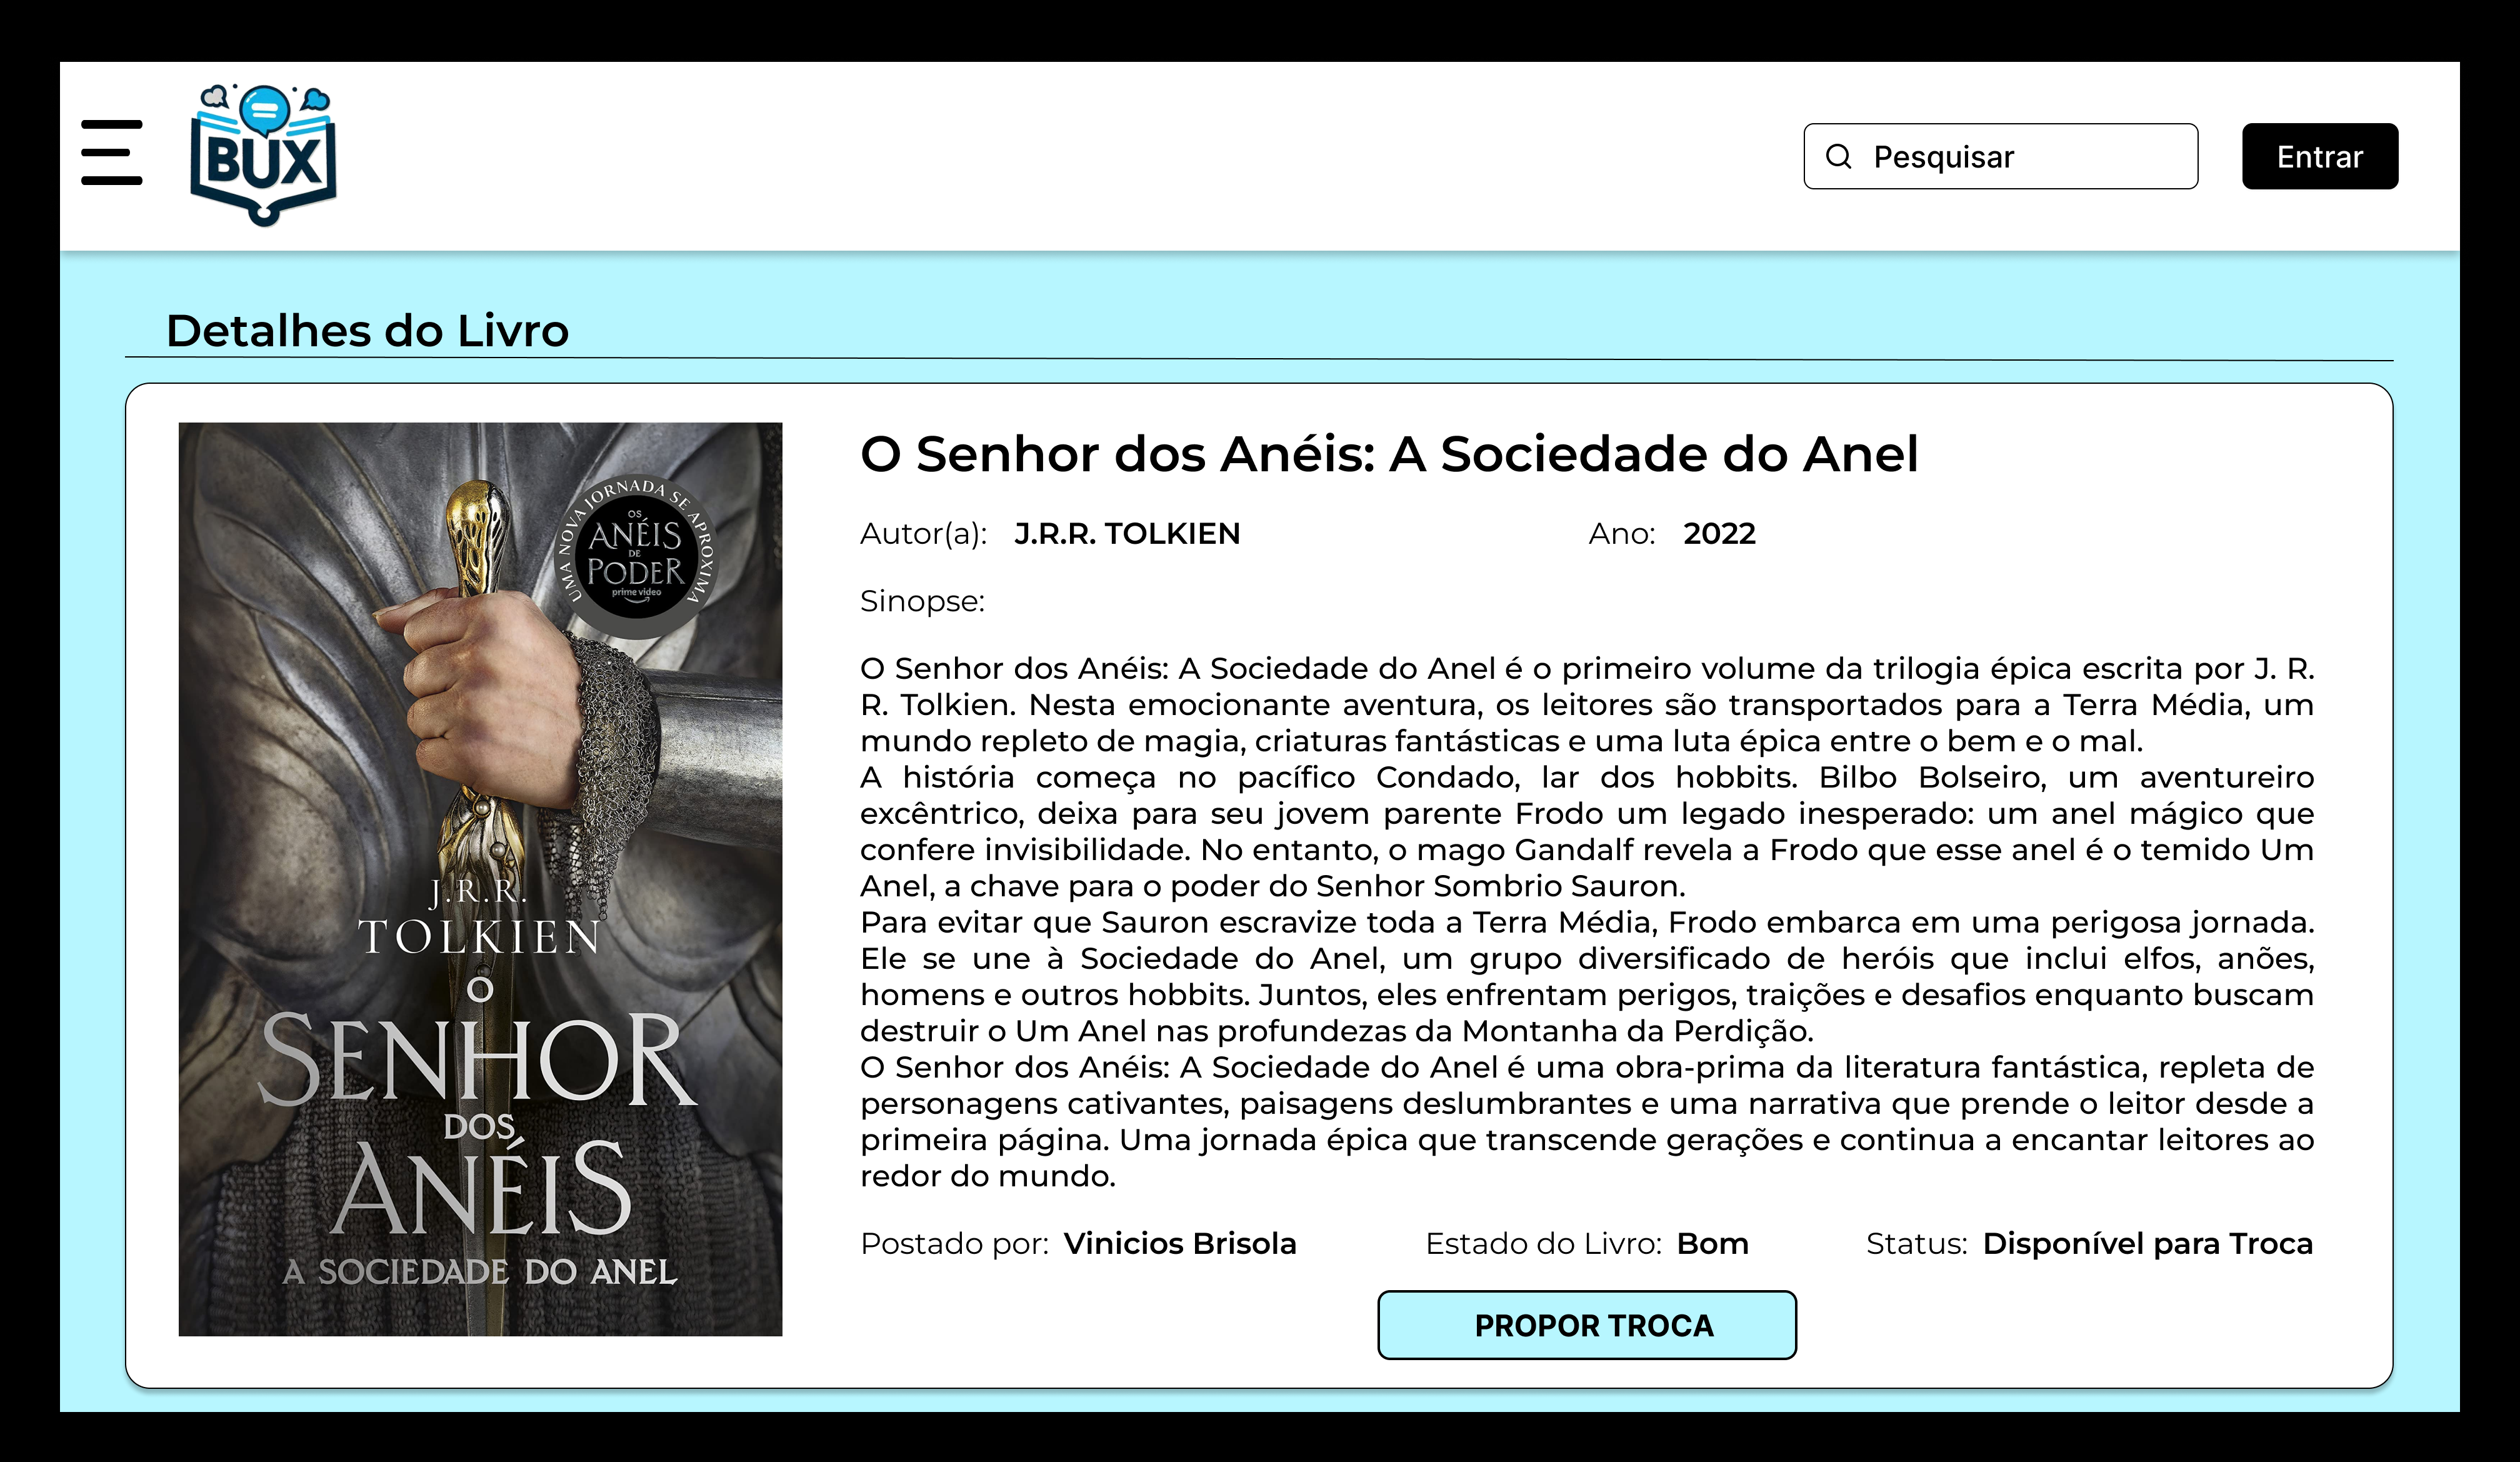 BUX
Pesquisar
Entrar
Detalhes do Livro
UMA NOVA JORNADA SE APROXIMA
OS
ANÉIS
DE
PODER
prime video
J.R.R.
TOLKIEN
O
SENHOR
DOS
ANÉIS
A SOCIEDADE DO ANEL
O Senhor dos Anéis: A Sociedade do Anel
Autor(a): J.R.R. TOLKIEN Ano: 2022
Sinopse:
O Senhor dos Anéis: A Sociedade do Anel é o primeiro volume da trilogia épica escrita por J. R.
R. Tolkien. Nesta emocionante aventura, os leitores são transportados para a Terra Média, um
mundo repleto de magia, criaturas fantásticas e uma luta épica entre o bem e o mal.
A história começa no pacífico Condado, lar dos hobbits. Bilbo Bolseiro, um aventureiro
excêntrico, deixa para seu jovem parente Frodo um legado inesperado: um anel mágico que
confere invisibilidade. No entanto, o mago Gandalf revela a Frodo que esse anel é o temido Um
Anel, a chave para o poder do Senhor Sombrio Sauron.
Para evitar que Sauron escravize toda a Terra Média, Frodo embarca em uma perigosa jornada.
Ele se une à Sociedade do Anel, um grupo diversificado de heróis que inclui elfos, anões,
homens e outros hobbits. Juntos, eles enfrentam perigos, traições e desafios enquanto buscam
destruir o Um Anel nas profundezas da Montanha da Perdição.
O Senhor dos Anéis: A Sociedade do Anel é uma obra-prima da literatura fantástica, repleta de
personagens cativantes, paisagens deslumbrantes e uma narrativa que prende o leitor desde a
primeira página. Uma jornada épica que transcende gerações e continua a encantar leitores ao
redor do mundo.
Postado por: Vinicios Brisola Estado do Livro: Bom Status: Disponível para Troca
PROPOR TROCA